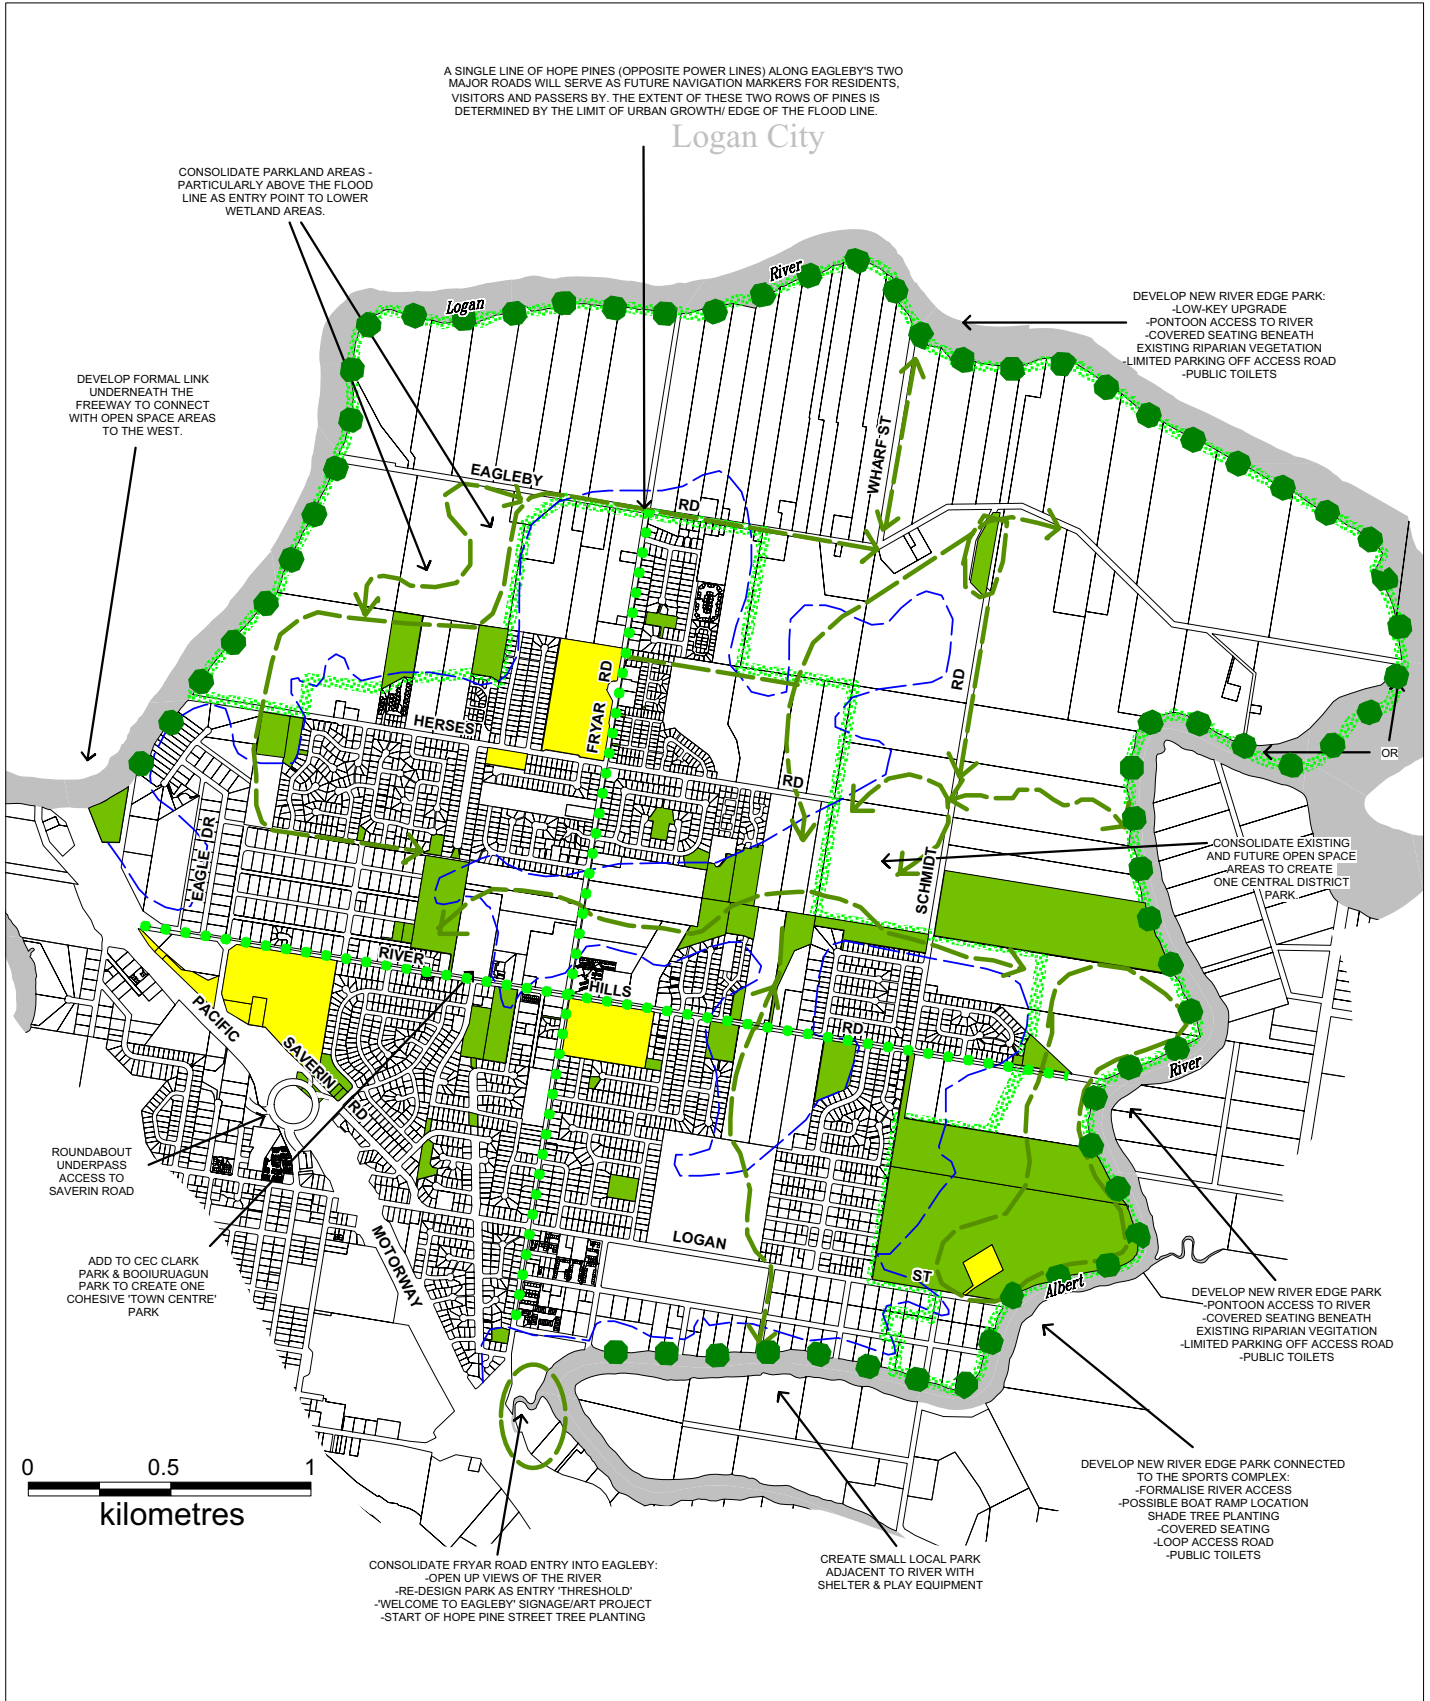 A SINGLE LINE OF HOPE PINES (OPPOSITE POWER LINES) ALONG EAGLEBY'S TWO
MAJOR ROADS WILL SERVE AS FUTURE NAVIGATION MARKERS FOR RESIDENTS,
VISITORS AND PASSERS BY. THE EXTENT OF THESE TWO ROWS OF PINES IS
DETERMINED BY THE LIMIT OF URBAN GROWTH/ EDGE OF THE FLOOD LINE.
Logan City
CONSOLIDATE PARKLAND AREAS -
PARTICULARLY ABOVE THE FLOOD
LINE AS ENTRY POINT TO LOWER
WETLAND AREAS.
Logan
River
DEVELOP NEW RIVER EDGE PARK:
-LOW-KEY UPGRADE
-PONTOON ACCESS TO RIVER
-COVERED SEATING BENEATH
EXISTING RIPARIAN VEGETATION
-LIMITED PARKING OFF ACCESS ROAD
-PUBLIC TOILETS
DEVELOP FORMAL LINK
UNDERNEATH THE
FREEWAY TO CONNECT
WITH OPEN SPACE AREAS
TO THE WEST.
WHARF ST
EAGLEBY
RD
FRYAR
RD
HERSES
RD
SCHMIDT
RD
OR
EAGLE DR
CONSOLIDATE EXISTING
AND FUTURE OPEN SPACE
AREAS TO CREATE
ONE CENTRAL DISTRICT
PARK.
RIVER
HILLS
RD
PACIFIC
MOTORWAY
SAVERIN
RD
River
ROUNDABOUT
UNDERPASS
ACCESS TO
SAVERIN ROAD
ADD TO CEC CLARK
PARK & BOOIURUAGUN
PARK TO CREATE ONE
COHESIVE 'TOWN CENTRE'
PARK
LOGAN
ST
Albert
DEVELOP NEW RIVER EDGE PARK
-PONTOON ACCESS TO RIVER
-COVERED SEATING BENEATH
EXISTING RIPARIAN VEGITATION
-LIMITED PARKING OFF ACCESS ROAD
-PUBLIC TOILETS
0 0.5 1
kilometres
DEVELOP NEW RIVER EDGE PARK CONNECTED
TO THE SPORTS COMPLEX:
-FORMALISE RIVER ACCESS
-POSSIBLE BOAT RAMP LOCATION
SHADE TREE PLANTING
-COVERED SEATING
-LOOP ACCESS ROAD
-PUBLIC TOILETS
CONSOLIDATE FRYAR ROAD ENTRY INTO EAGLEBY:
-OPEN UP VIEWS OF THE RIVER
-RE-DESIGN PARK AS ENTRY 'THRESHOLD'
-'WELCOME TO EAGLEBY' SIGNAGE/ART PROJECT
-START OF HOPE PINE STREET TREE PLANTING
CREATE SMALL LOCAL PARK
ADJACENT TO RIVER WITH
SHELTER & PLAY EQUIPMENT